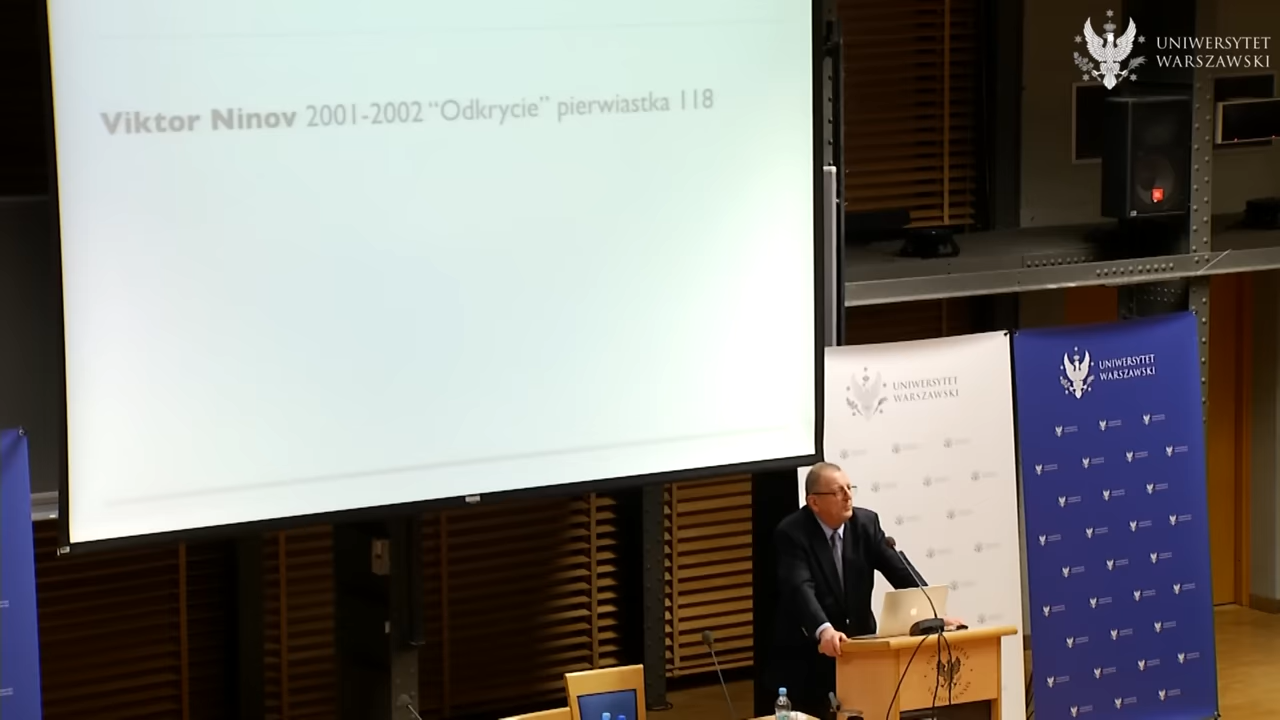 Viktor Ninov 2001-2002 “Odkrycie” pierwiastka 118
UNIWERSYTET
WARSZAWSKI
UNIWERSYTET
WARSZAWSKI
UNIWERSYTET
WARSZAWSKI